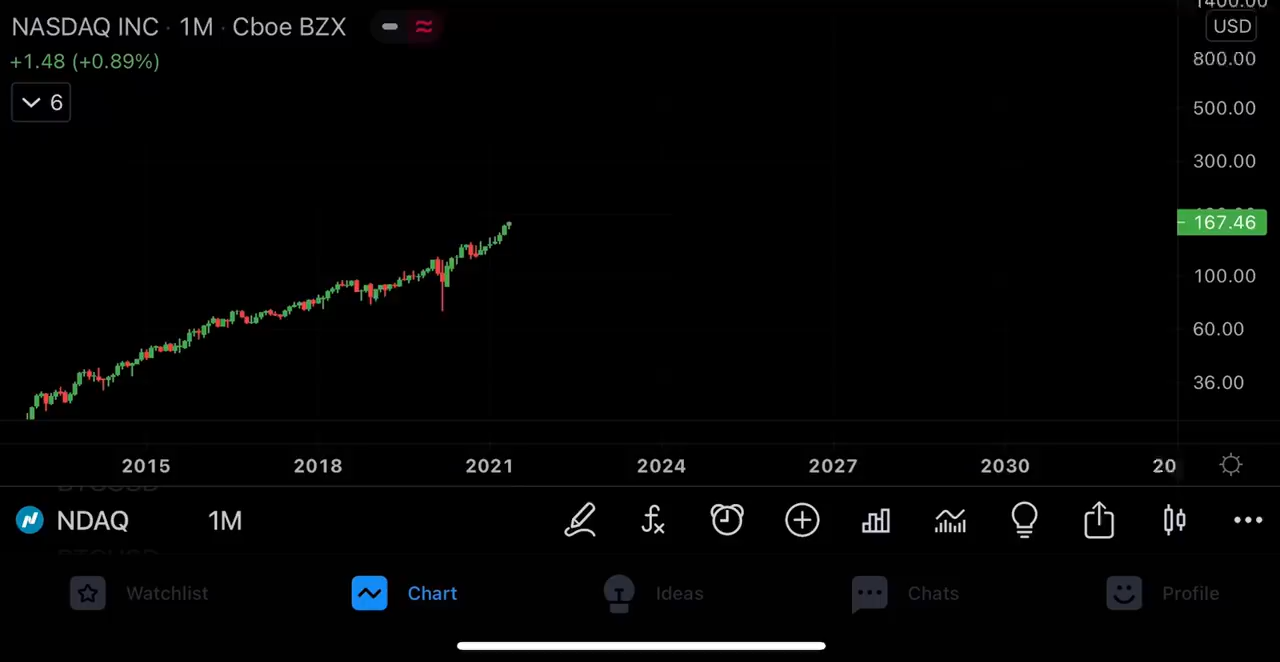 NASDAQ INC · 1M · Cboe BZX
1400.00
USD
+1.48 (+0.89%)
6
800.00
500.00
300.00
167.46
100.00
60.00
36.00
2015 2018 2021 2024 2027 2030 20
BTCUSD
NDAQ 1M
Watchlist Chart Ideas Chats Profile